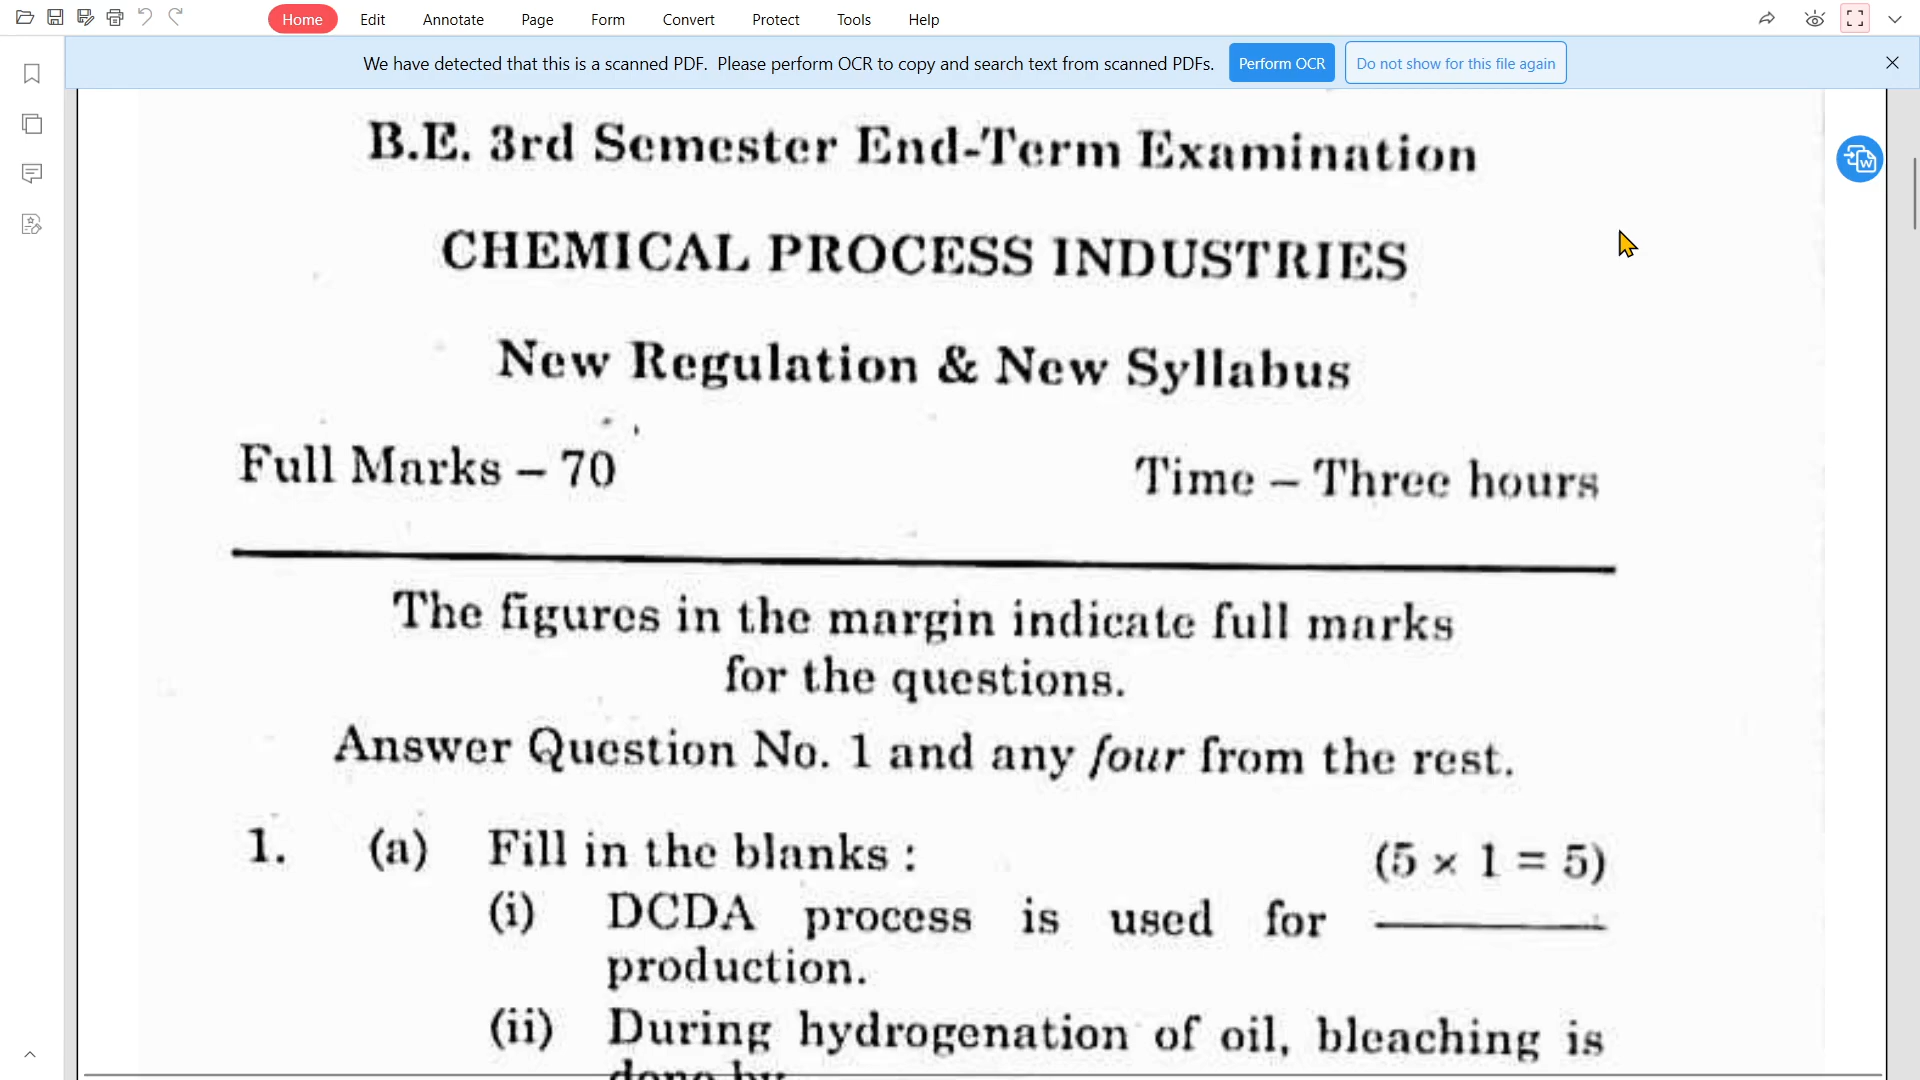 Home Edit Annotate Page Form Convert Protect Tools Help
We have detected that this is a scanned PDF. Please perform OCR to copy and search text from scanned PDFs. Perform OCR Do not show for this file again
B.E. 3rd Semester End-Term Examination
CHEMICAL PROCESS INDUSTRIES
New Regulation & New Syllabus
Full Marks – 70 Time – Three hours
The figures in the margin indicate full marks
for the questions.
Answer Question No. 1 and any four from the rest.
1. (a) Fill in the blanks : (5 × 1 = 5)
(i) DCDA process is used for ________
production.
(ii) During hydrogenation of oil, bleaching is
done by